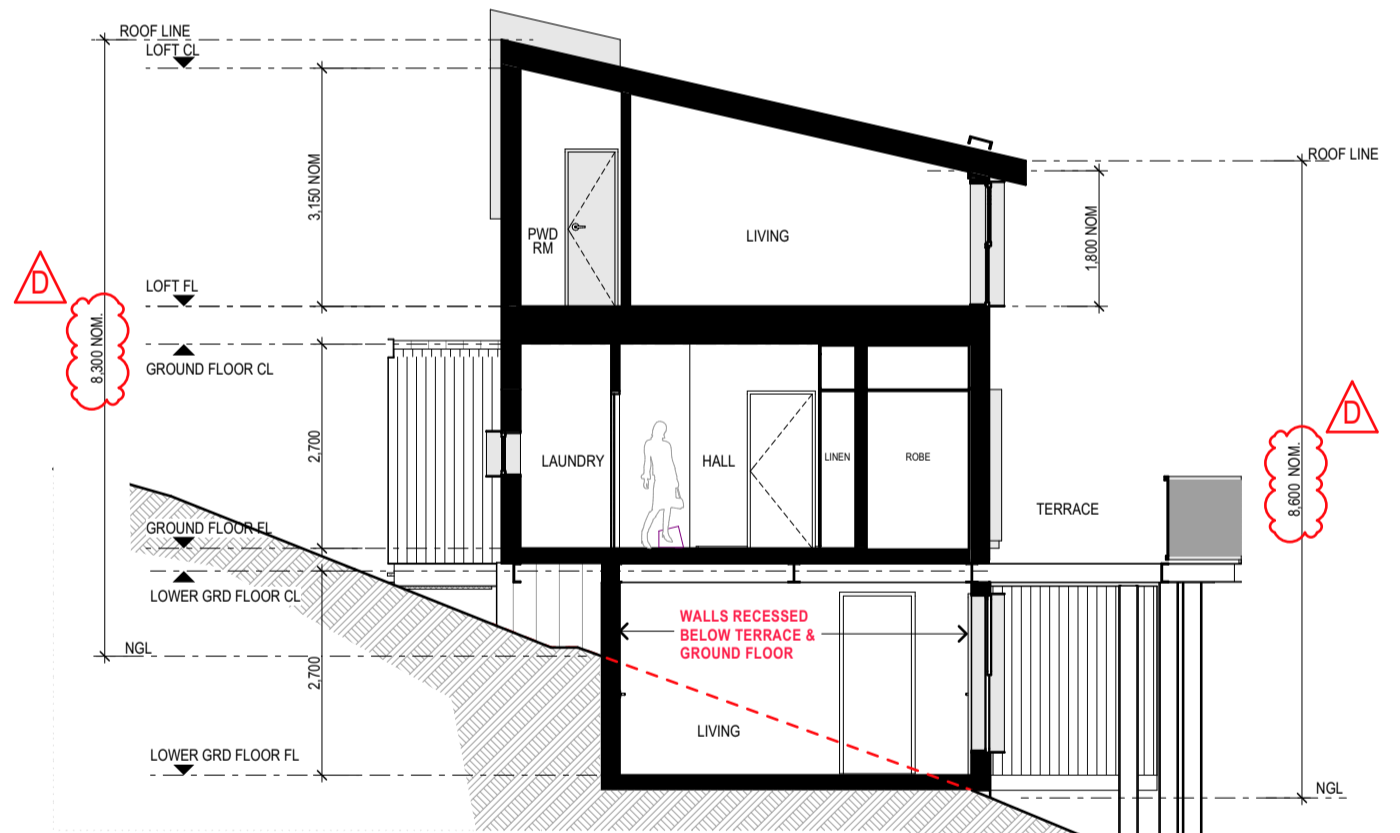 ROOF LINE
LOFT CL
ROOF LINE
3,150 NOM
1,800 NOM
PWD
RM
LIVING
D
LOFT FL
8,300 NOM.
GROUND FLOOR CL
D
2,700
LAUNDRY
HALL
LINEN
ROBE
8,600 NOM.
TERRACE
GROUND FLOOR FL
LOWER GRD FLOOR CL
WALLS RECESSED
BELOW TERRACE &
GROUND FLOOR
NGL
2,700
LIVING
LOWER GRD FLOOR FL
NGL